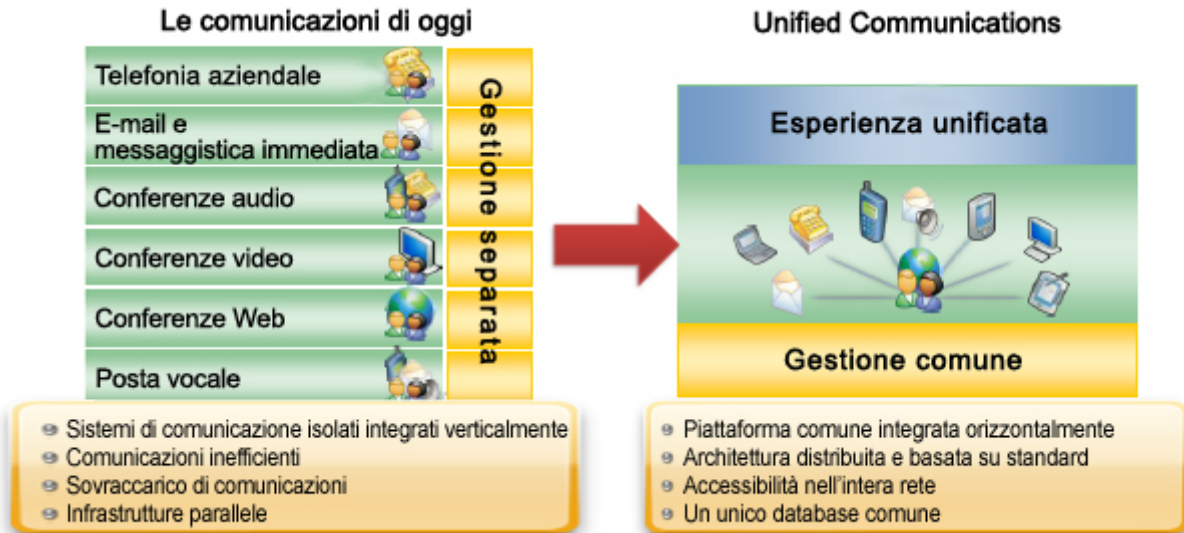 Le comunicazioni di oggi
Telefonia aziendale
E-mail e
messaggistica immediata
Conferenze audio
Conferenze video
Conferenze Web
Posta vocale
Gestione separata
Sistemi di comunicazione isolati integrati verticalmente
Comunicazioni inefficienti
Sovraccarico di comunicazioni
Infrastrutture parallele
Unified Communications
Esperienza unificata
Gestione comune
Piattaforma comune integrata orizzontalmente
Architettura distribuita e basata su standard
Accessibilità nell'intera rete
Un unico database comune